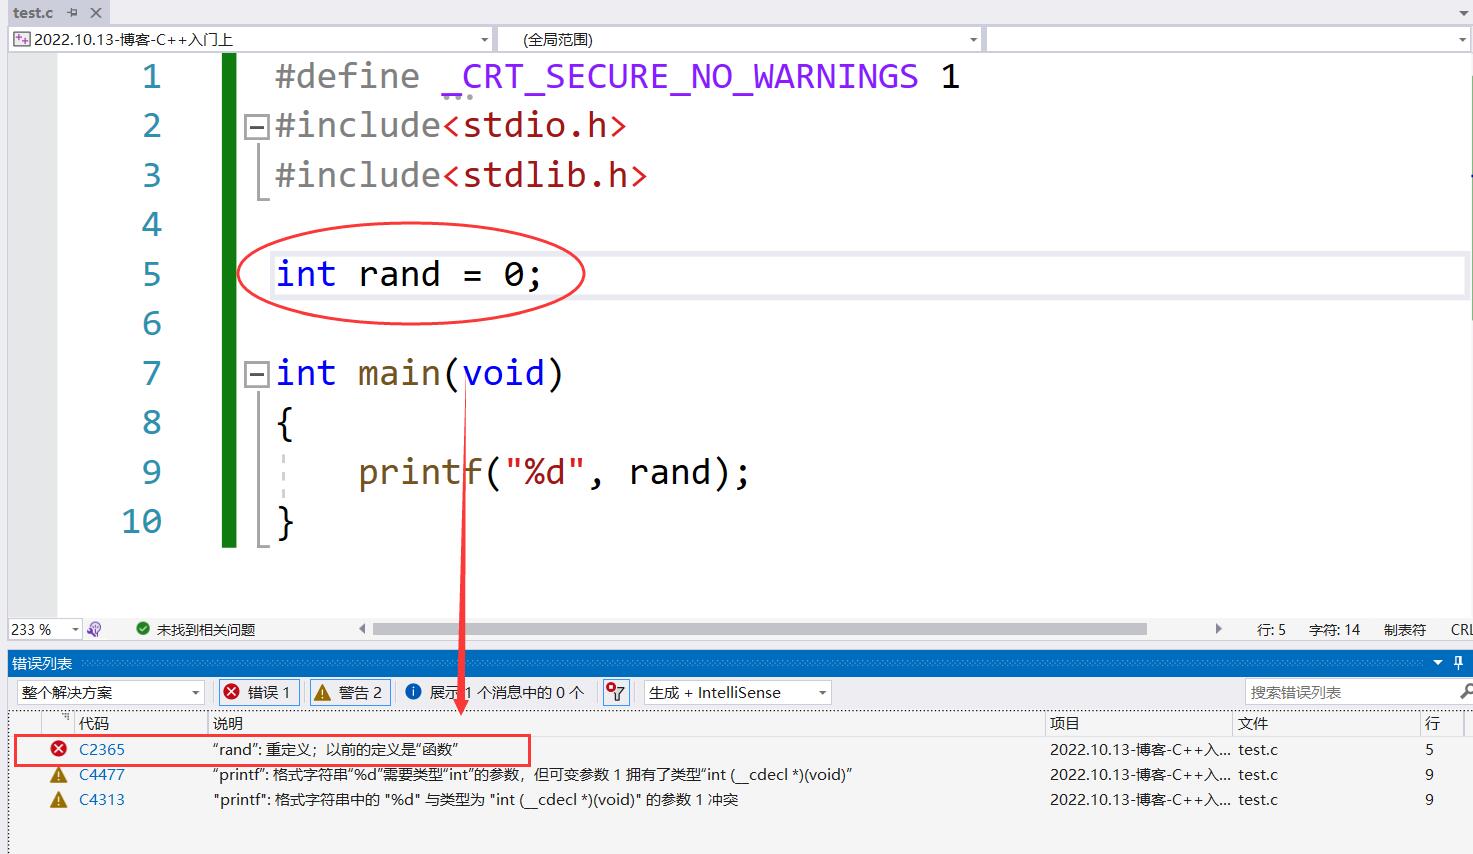 test.c
2022.10.13-博客-C++入门上
(全局范围)
1 #define _CRT_SECURE_NO_WARNINGS 1
2 #include<stdio.h>
3 #include<stdlib.h>
4
5 int rand = 0;
6
7 int main(void)
8 {
9 printf("%d", rand);
10 }
233 % 未找到相关问题 行: 5 字符: 14 制表符 CRL
错误列表
整个解决方案 错误 1 警告 2 展示 1 个消息中的 0 个 生成 + IntelliSense 搜索错误列表
代码 说明 项目 文件 行
C2365 “rand”: 重定义；以前的定义是“函数” 2022.10.13-博客-C++入... test.c 5
C4477 “printf”: 格式字符串“%d”需要类型“int”的参数，但可变参数 1 拥有了类型“int (__cdecl *)(void)” 2022.10.13-博客-C++入... test.c 9
C4313 "printf": 格式字符串中的 "%d" 与类型为 "int (__cdecl *)(void)" 的参数 1 冲突 2022.10.13-博客-C++入... test.c 9